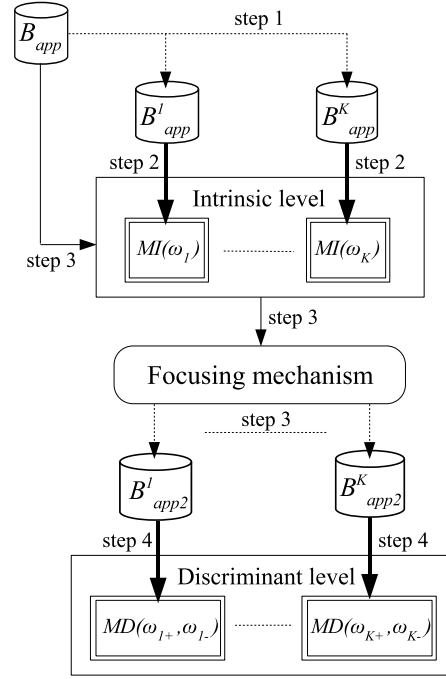 B_app
step 1
B^1_app
B^K_app
step 2
step 2
Intrinsic level
MI(ω_1)
MI(ω_K)
step 3
step 3
Focusing mechanism
step 3
B^1_app2
B^K_app2
step 4
step 4
Discriminant level
MD(ω_1+,ω_1-)
MD(ω_K+,ω_K-)